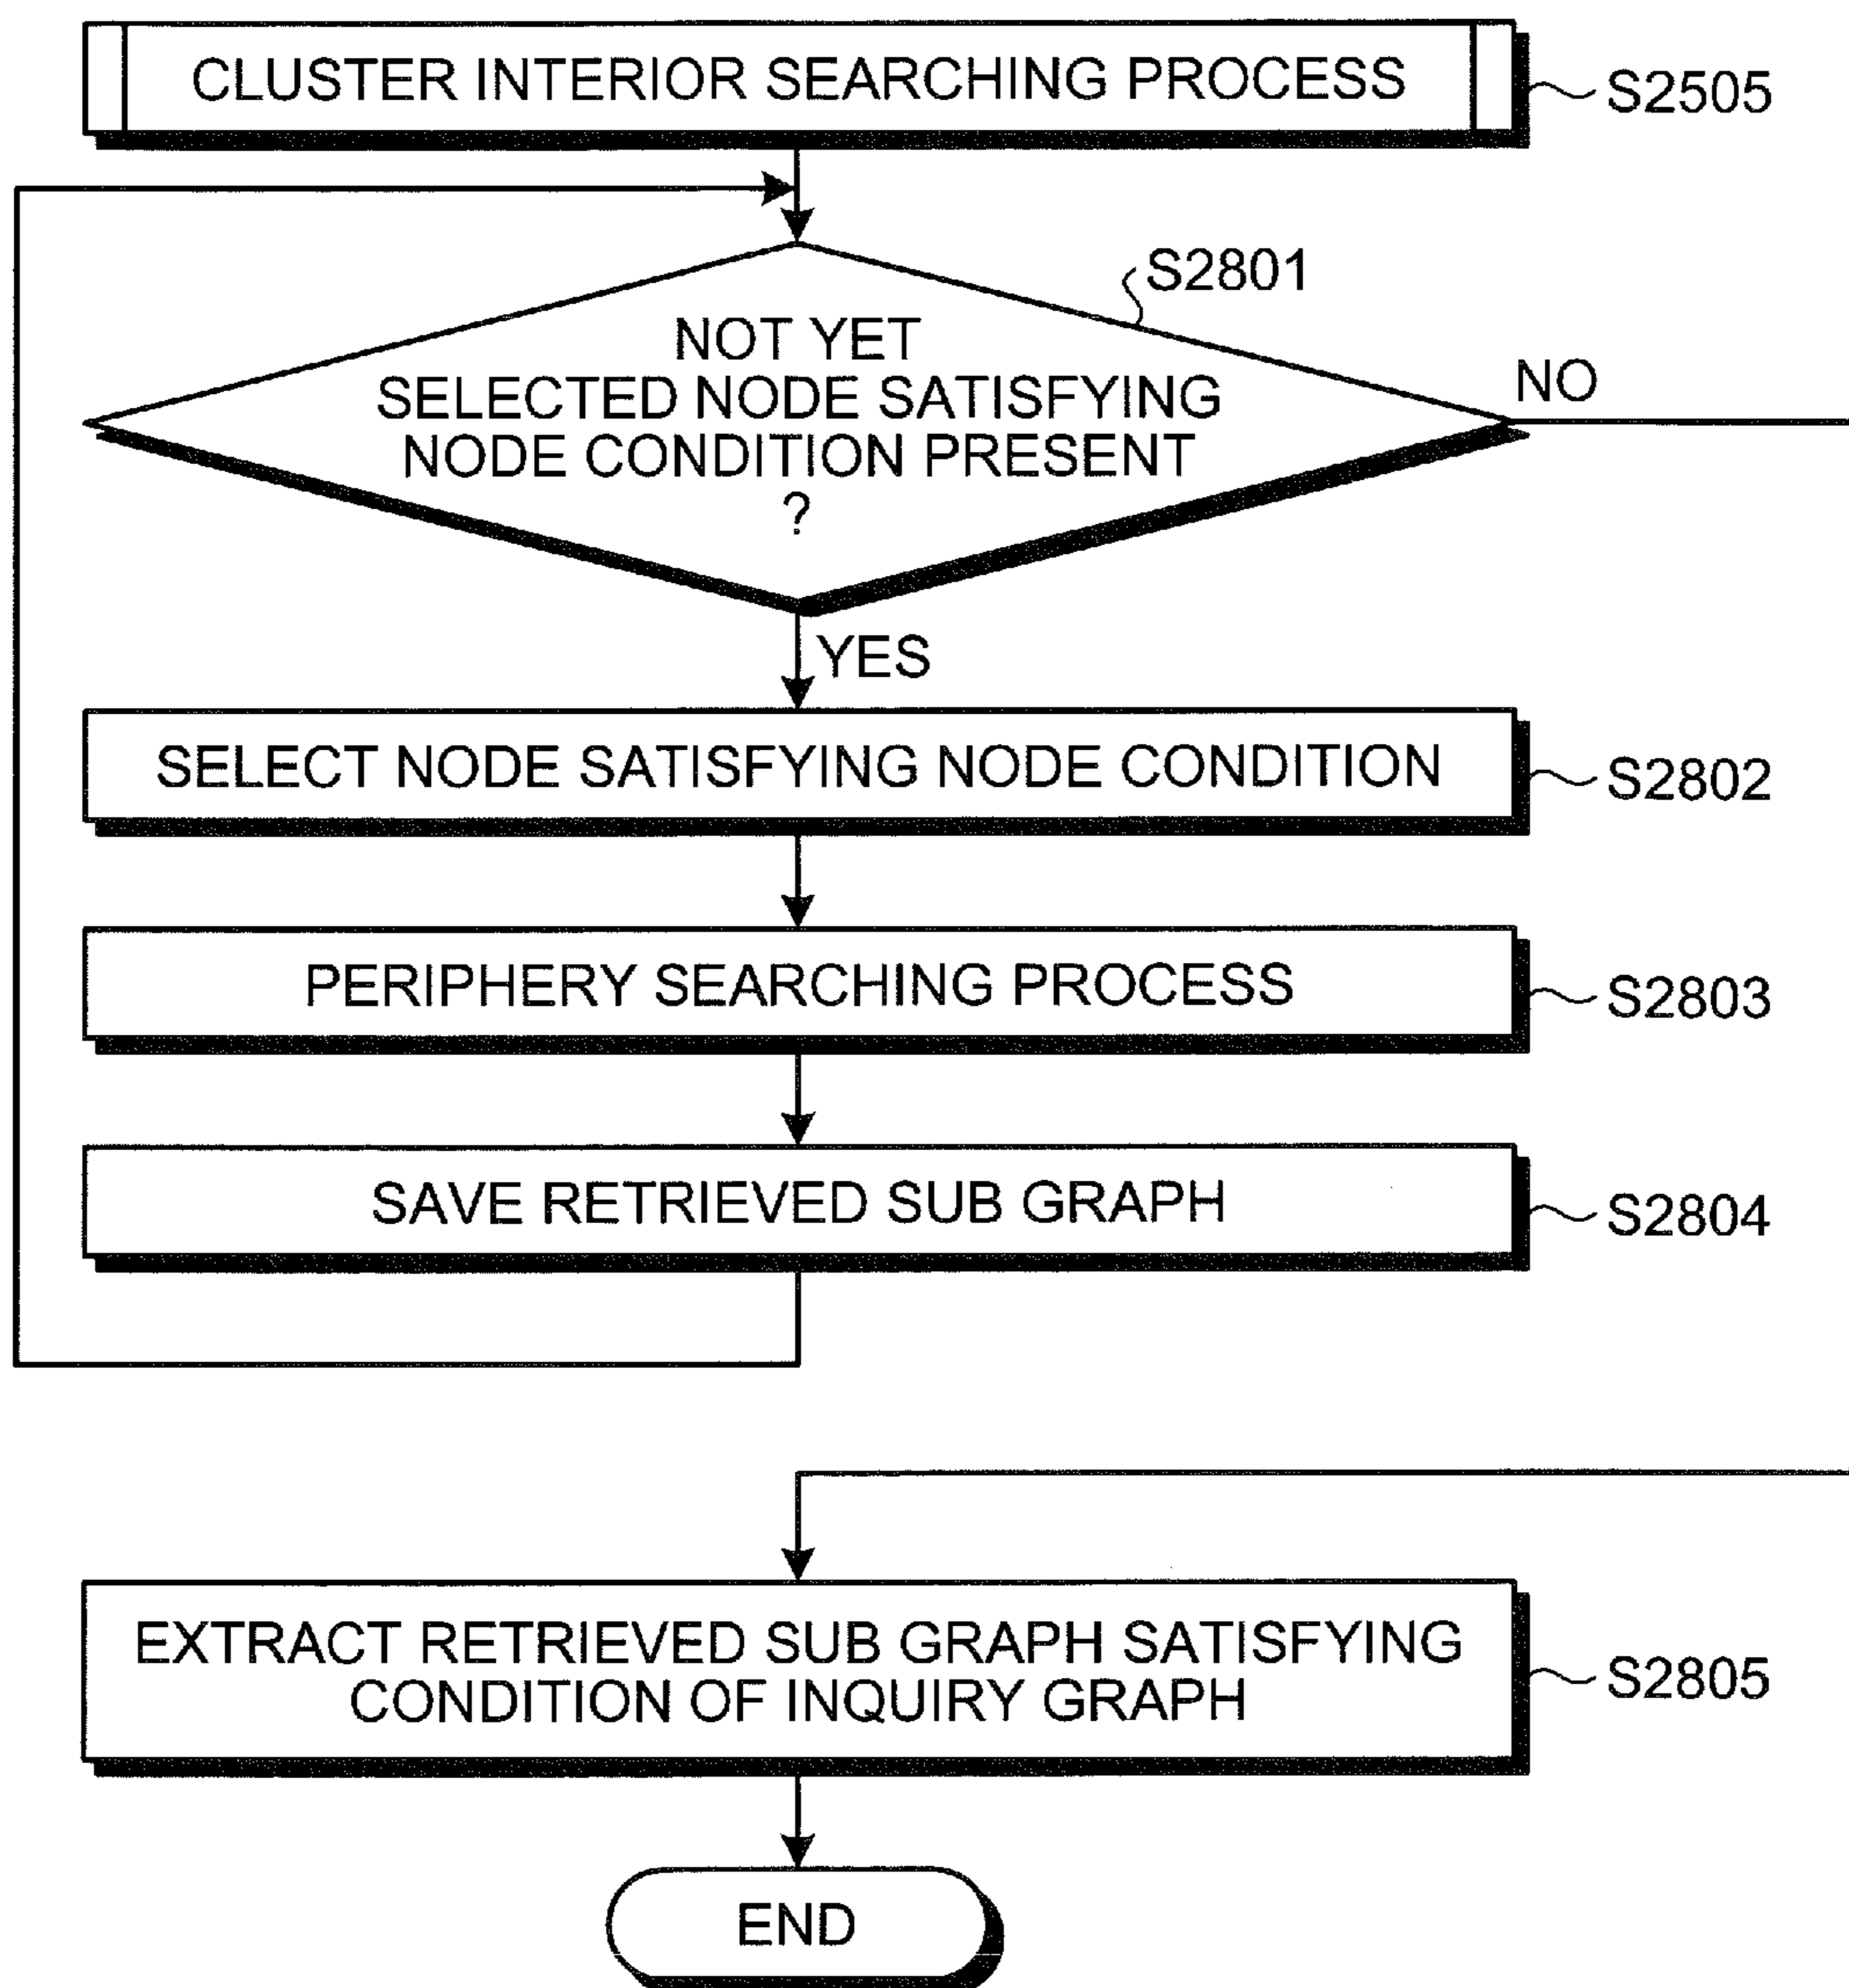 CLUSTER INTERIOR SEARCHING PROCESS
S2505
S2801
NOT YET
SELECTED NODE SATISFYING
NODE CONDITION PRESENT
?
NO
YES
SELECT NODE SATISFYING NODE CONDITION
S2802
PERIPHERY SEARCHING PROCESS
S2803
SAVE RETRIEVED SUB GRAPH
S2804
EXTRACT RETRIEVED SUB GRAPH SATISFYING
CONDITION OF INQUIRY GRAPH
S2805
END